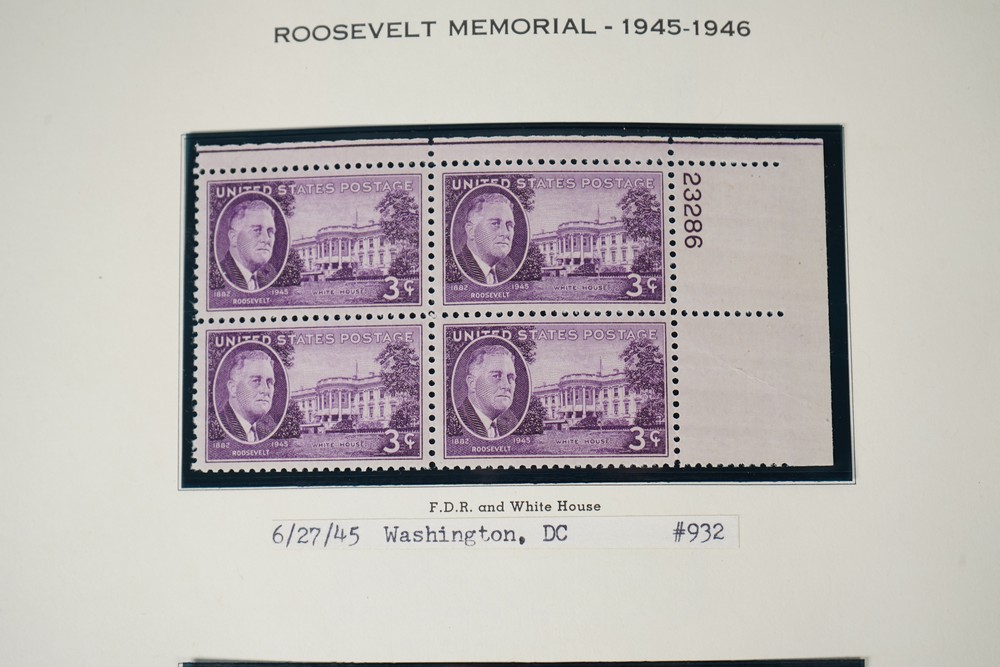 ROOSEVELT MEMORIAL - 1945-1946
UNITED STATES POSTAGE
1882 1945 WHITE HOUSE 3¢
ROOSEVELT
UNITED STATES POSTAGE
1882 1945 WHITE HOUSE 3¢
ROOSEVELT
23286
UNITED STATES POSTAGE
1882 1945 WHITE HOUSE 3¢
ROOSEVELT
UNITED STATES POSTAGE
1882 1945 WHITE HOUSE 3¢
ROOSEVELT
F.D.R. and White House
6/27/45 Washington, DC #932